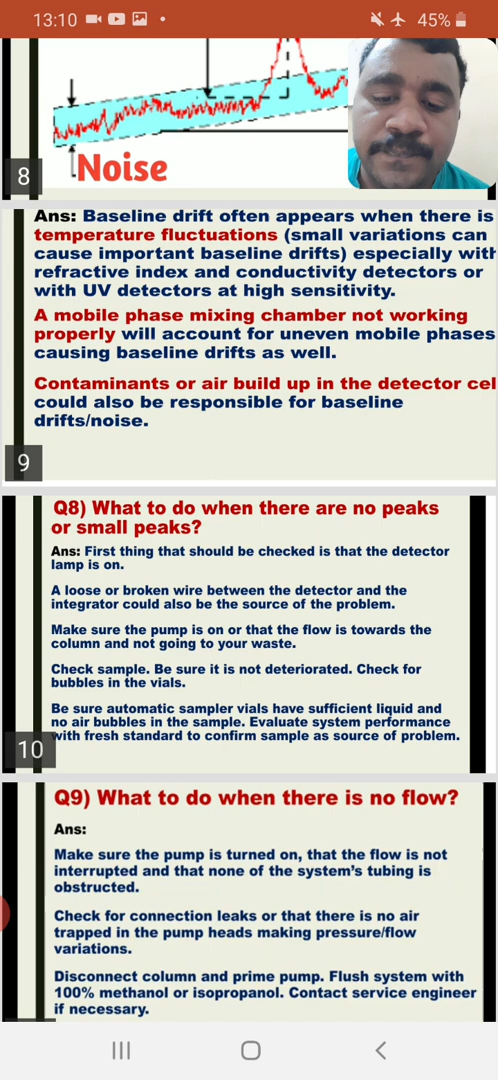 13:10
45%
Noise
8
Ans: Baseline drift often appears when there is
temperature fluctuations (small variations can
cause important baseline drifts) especially with
refractive index and conductivity detectors or
with UV detectors at high sensitivity.
A mobile phase mixing chamber not working
properly will account for uneven mobile phases
causing baseline drifts as well.
Contaminants or air build up in the detector cel
could also be responsible for baseline
drifts/noise.
9
Q8) What to do when there are no peaks
or small peaks?
Ans: First thing that should be checked is that the detector
lamp is on.
A loose or broken wire between the detector and the
integrator could also be the source of the problem.
Make sure the pump is on or that the flow is towards the
column and not going to your waste.
Check sample. Be sure it is not deteriorated. Check for
bubbles in the vials.
Be sure automatic sampler vials have sufficient liquid and
no air bubbles in the sample. Evaluate system performance
with fresh standard to confirm sample as source of problem.
10
Q9) What to do when there is no flow?
Ans:
Make sure the pump is turned on, that the flow is not
interrupted and that none of the system's tubing is
obstructed.
Check for connection leaks or that there is no air
trapped in the pump heads making pressure/flow
variations.
Disconnect column and prime pump. Flush system with
100% methanol or isopropanol. Contact service engineer
if necessary.